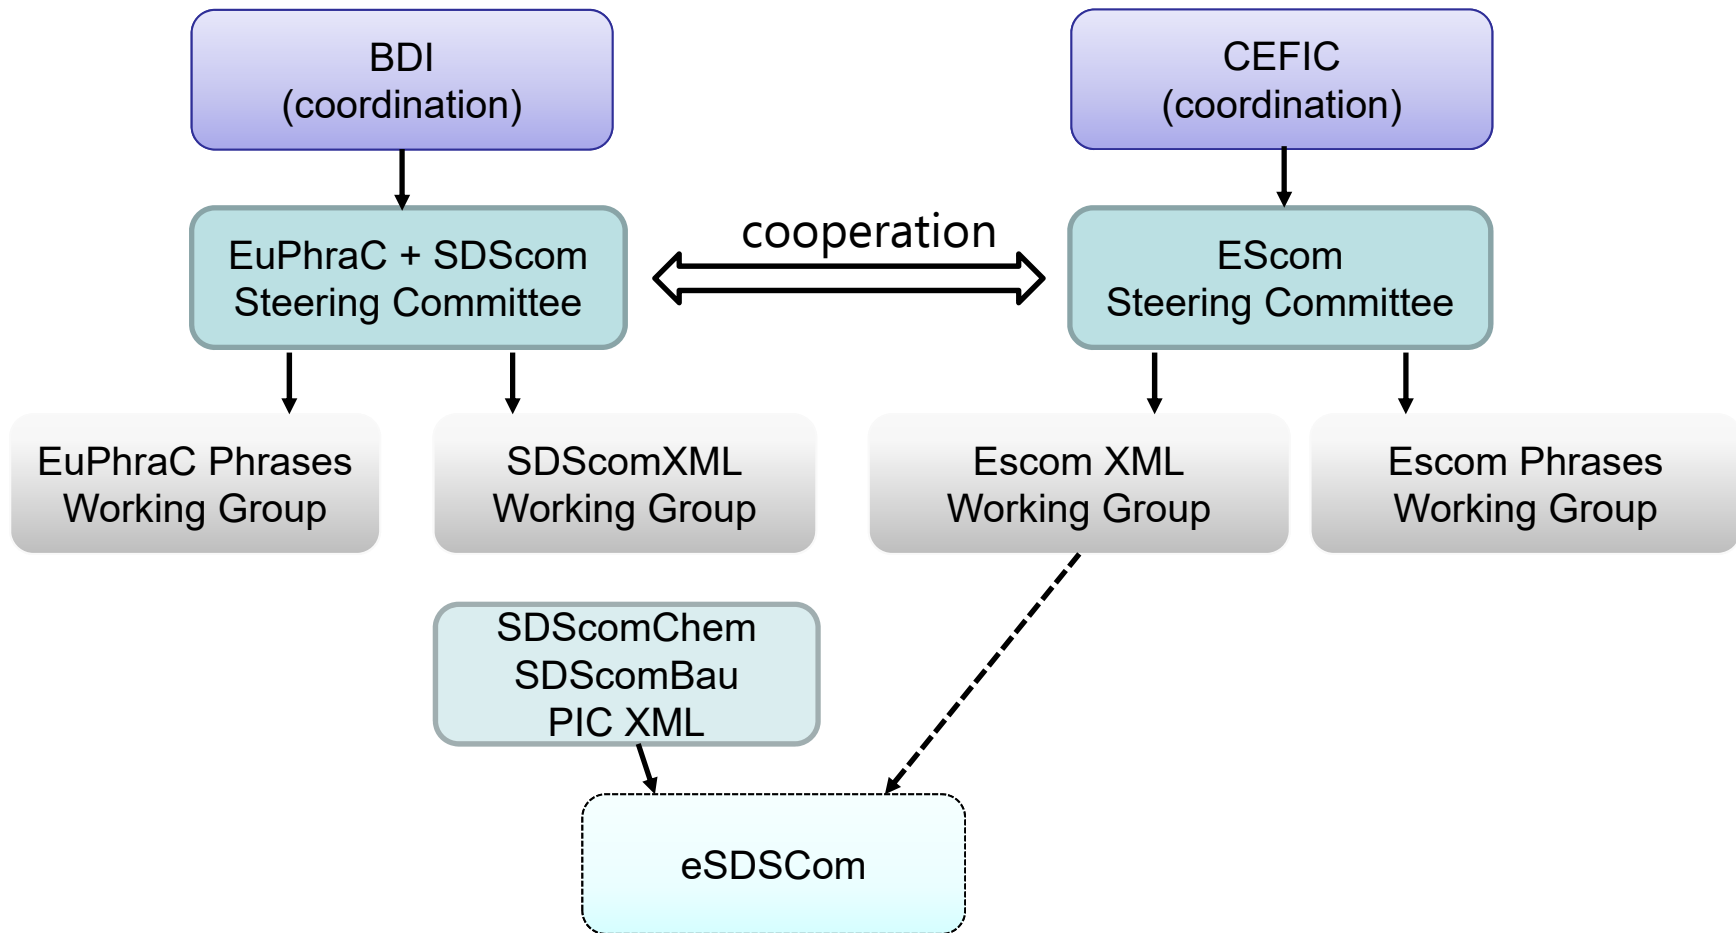 BDI
(coordination)
CEFIC
(coordination)
EuPhraC + SDScom
Steering Committee
cooperation
EScom
Steering Committee
EuPhraC Phrases
Working Group
SDScomXML
Working Group
Escom XML
Working Group
Escom Phrases
Working Group
SDScomChem
SDScomBau
PIC XML
eSDSCom